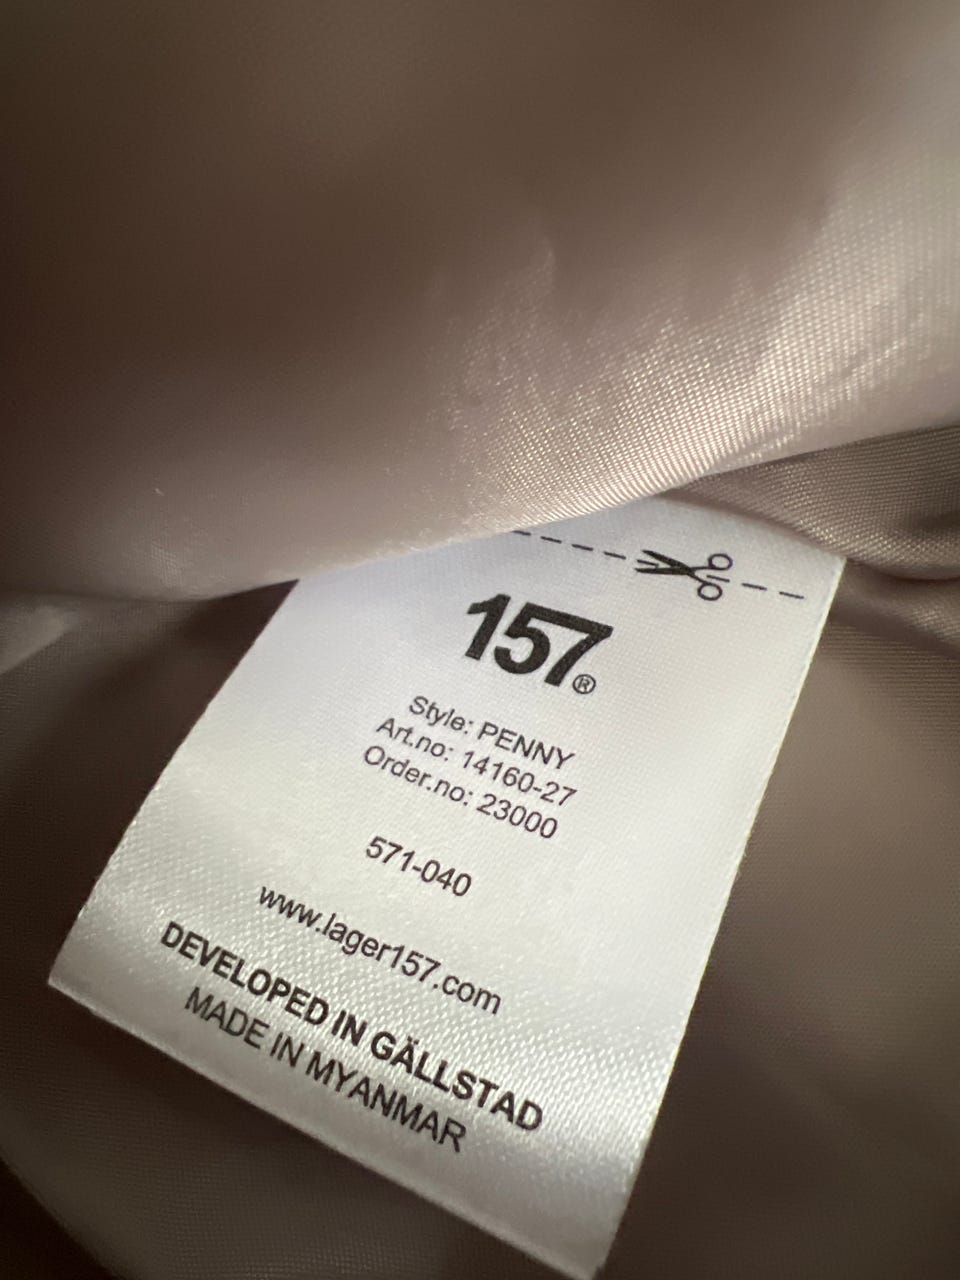 157®
Style: PENNY
Art.no: 14160-27
Order.no: 23000
571-040
www.lager157.com
DEVELOPED IN GÄLLSTAD
MADE IN MYANMAR